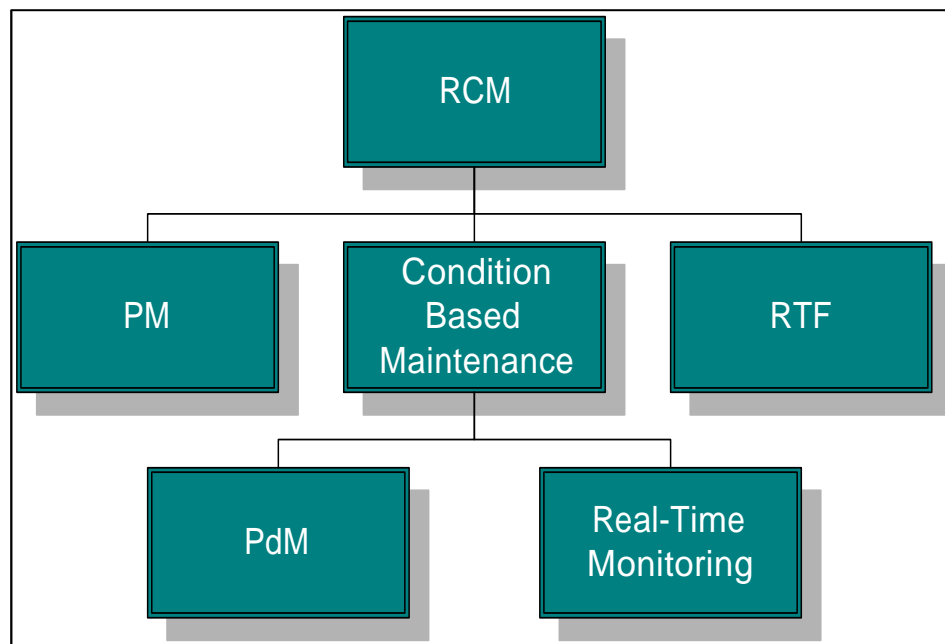 RCM
PM
Condition
Based
Maintenance
RTF
PdM
Real-Time
Monitoring